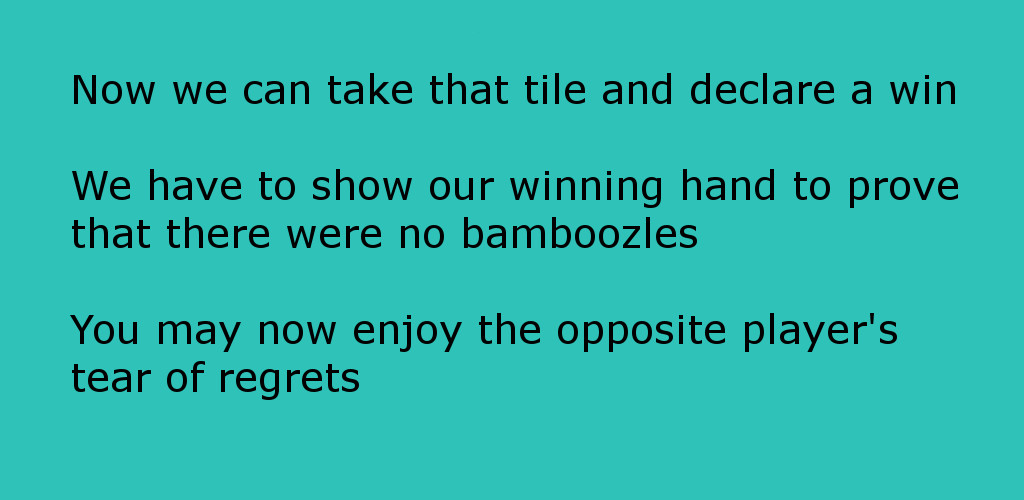 Now we can take that tile and declare a win
We have to show our winning hand to prove
that there were no bamboozles
You may now enjoy the opposite player's
tear of regrets